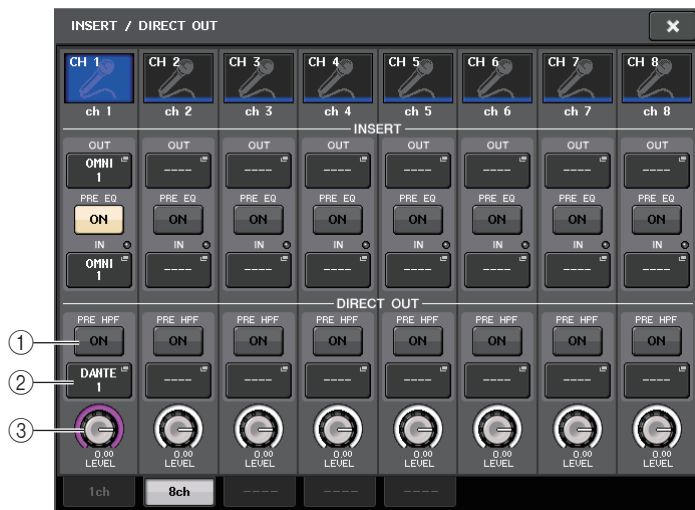 INSERT / DIRECT OUT
CH 1 CH 2 CH 3 CH 4 CH 5 CH 6 CH 7 CH 8
ch 1 ch 2 ch 3 ch 4 ch 5 ch 6 ch 7 ch 8
INSERT
OUT OUT OUT OUT OUT OUT OUT OUT
OMNI 1 ---- ---- ---- ---- ---- ---- ----
PRE EQ PRE EQ PRE EQ PRE EQ PRE EQ PRE EQ PRE EQ PRE EQ
ON ON ON ON ON ON ON ON
IN IN IN IN IN IN IN IN
OMNI 1 ---- ---- ---- ---- ---- ---- ----
DIRECT OUT
PRE HPF PRE HPF PRE HPF PRE HPF PRE HPF PRE HPF PRE HPF PRE HPF
① ON ON ON ON ON ON ON ON
② DANTE 1 ---- ---- ---- ---- ---- ---- ----
③
0.00 0.00 0.00 0.00 0.00 0.00 0.00 0.00
LEVEL LEVEL LEVEL LEVEL LEVEL LEVEL LEVEL LEVEL
1ch 8ch ---- ---- ----